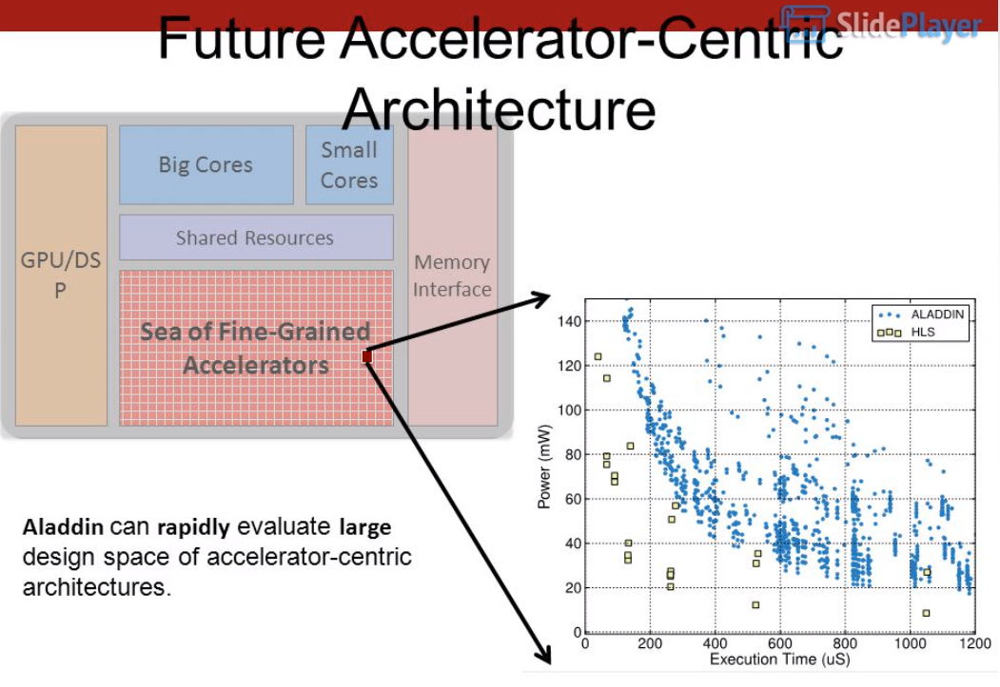 SlidePlayer
Future Accelerator-Centric
Architecture
GPU/DS
P
Big Cores
Small
Cores
Shared Resources
Memory
Interface
Sea of Fine-Grained
Accelerators
Aladdin can rapidly evaluate large
design space of accelerator-centric
architectures.
ALADDIN
HLS
Power (mW)
140
120
100
80
60
40
20
0
0 200 400 600 800 1000 1200
Execution Time (uS)